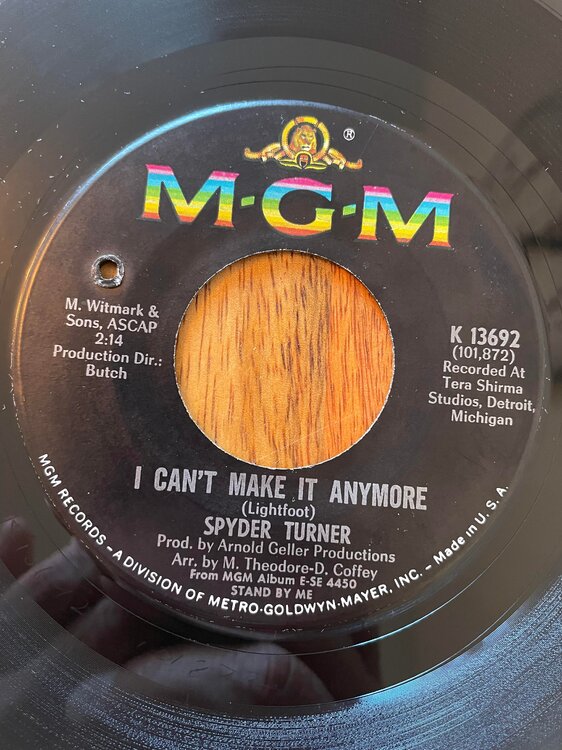 ®
M·G·M
M. Witmark &
Sons, ASCAP
2:14
Production Dir.:
Butch
K 13692
(101,872)
Recorded At
Tera Shirma
Studios, Detroit,
Michigan
I CAN'T MAKE IT ANYMORE
(Lightfoot)
SPYDER TURNER
Prod. by Arnold Geller Productions
Arr. by M. Theodore-D. Coffey
From MGM Album E-SE 4450
STAND BY ME
MGM RECORDS - A DIVISION OF METRO-GOLDWYN-MAYER, INC. - Made in U. S. A.